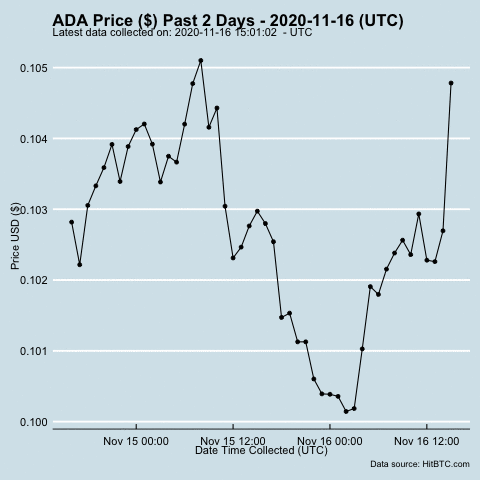 ADA Price ($) Past 2 Days - 2020-11-16 (UTC)
Latest data collected on: 2020-11-16 15:01:02 - UTC
0.105
0.104
0.103
0.102
0.101
0.100
Price USD ($)
Nov 15 00:00 Nov 15 12:00 Nov 16 00:00 Nov 16 12:00
Date Time Collected (UTC)
Data source: HitBTC.com